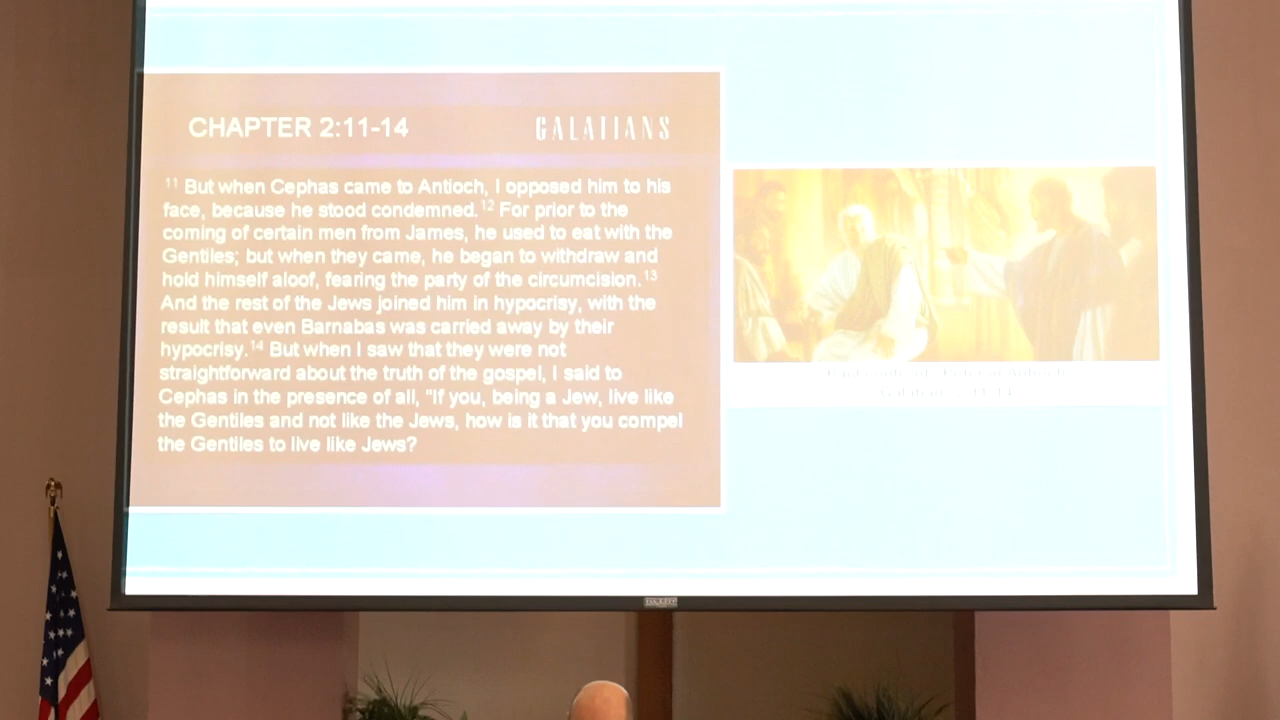 CHAPTER 2:11-14
GALATIANS
11 But when Cephas came to Antioch, I opposed him to his
face, because he stood condemned. 12 For prior to the
coming of certain men from James, he used to eat with the
Gentiles; but when they came, he began to withdraw and
hold himself aloof, fearing the party of the circumcision. 13
And the rest of the Jews joined him in hypocrisy, with the
result that even Barnabas was carried away by their
hypocrisy. 14 But when I saw that they were not
straightforward about the truth of the gospel, I said to
Cephas in the presence of all, "If you, being a Jew, live like
the Gentiles and not like the Jews, how is it that you compel
the Gentiles to live like Jews?